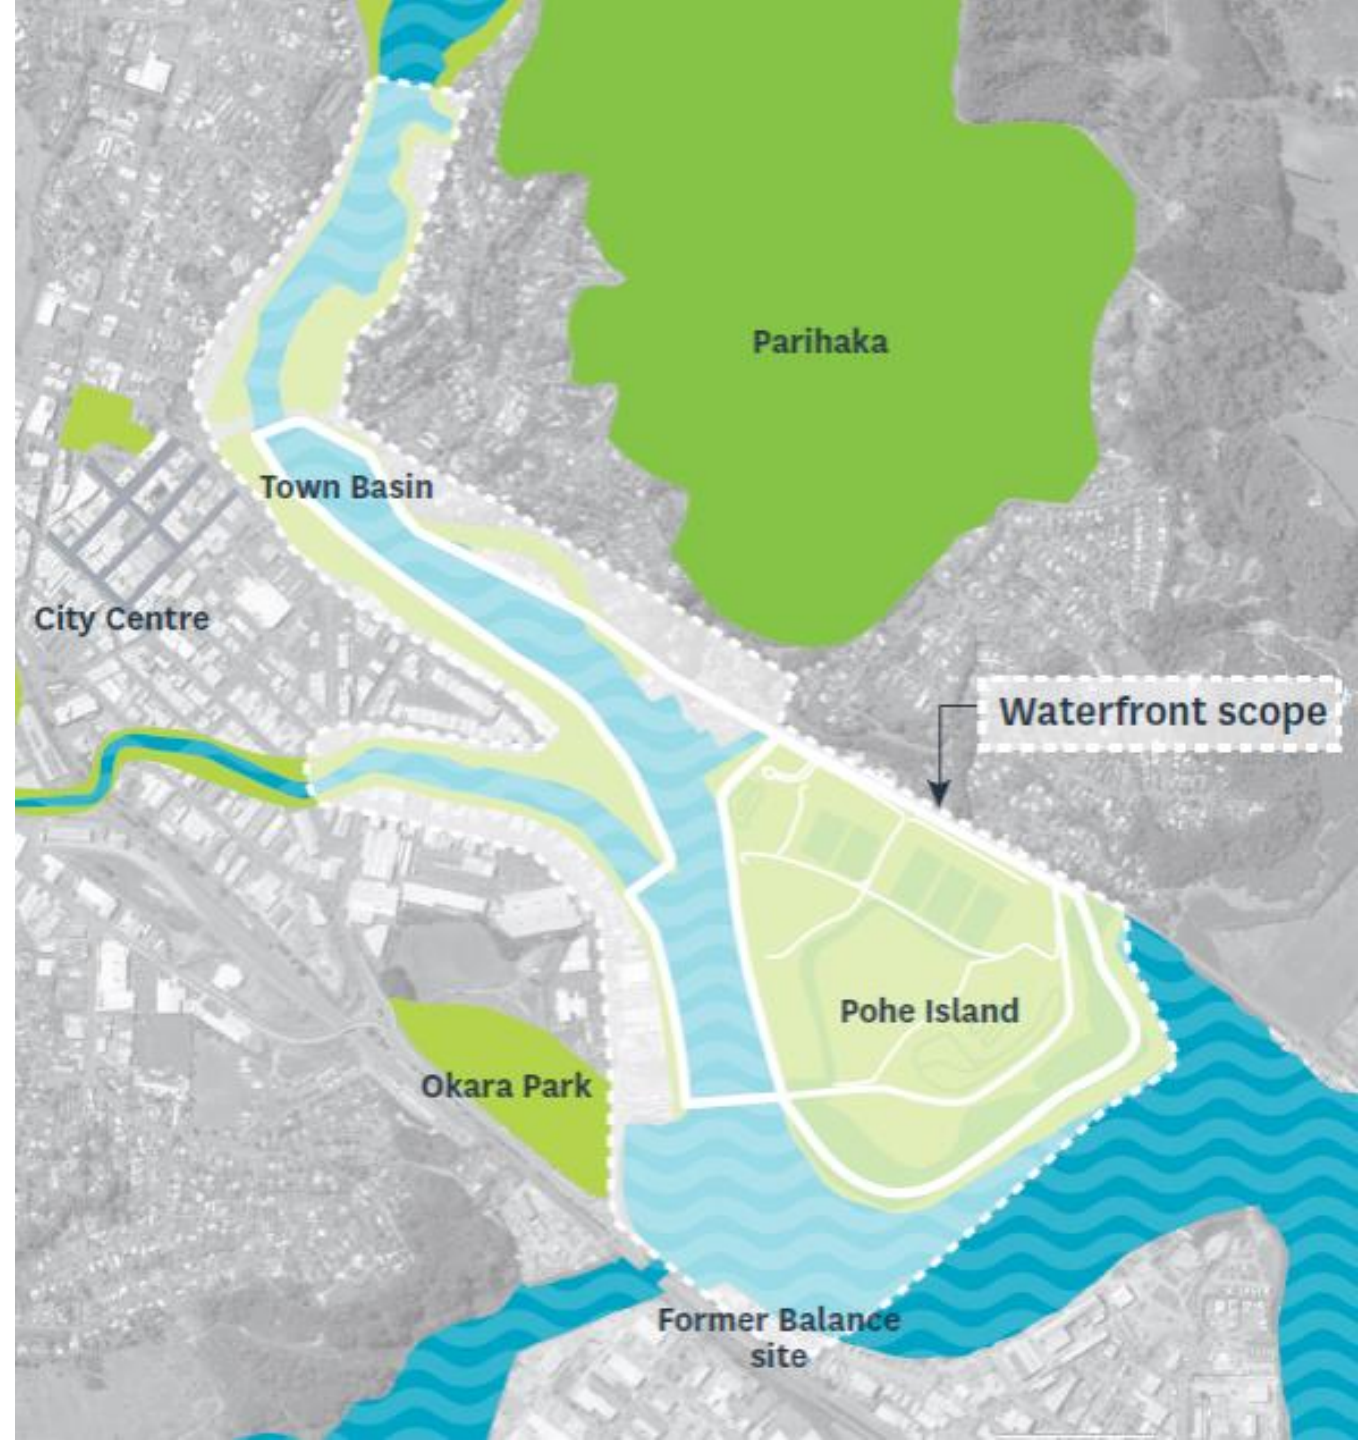 Parihaka
Town Basin
City Centre
Waterfront scope
Pohe Island
Okara Park
Former Balance
site